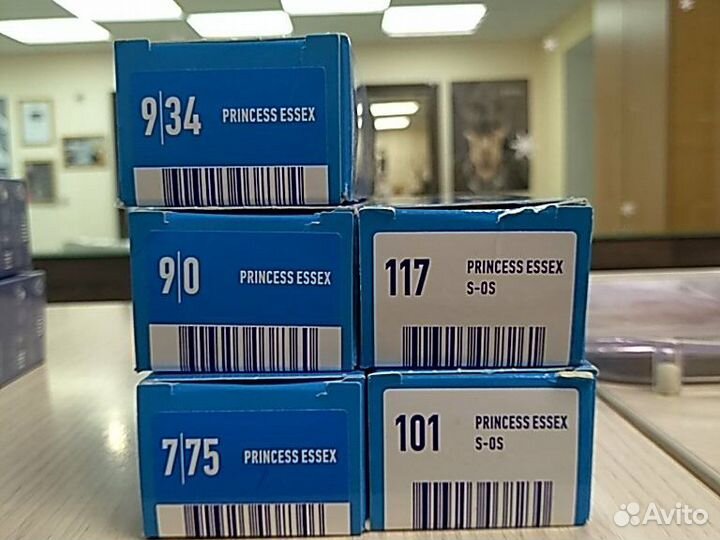 9|34 PRINCESS ESSEX
9|0 PRINCESS ESSEX
117 PRINCESS ESSEX
S-OS
7|75 PRINCESS ESSEX
101 PRINCESS ESSEX
S-OS
Avito